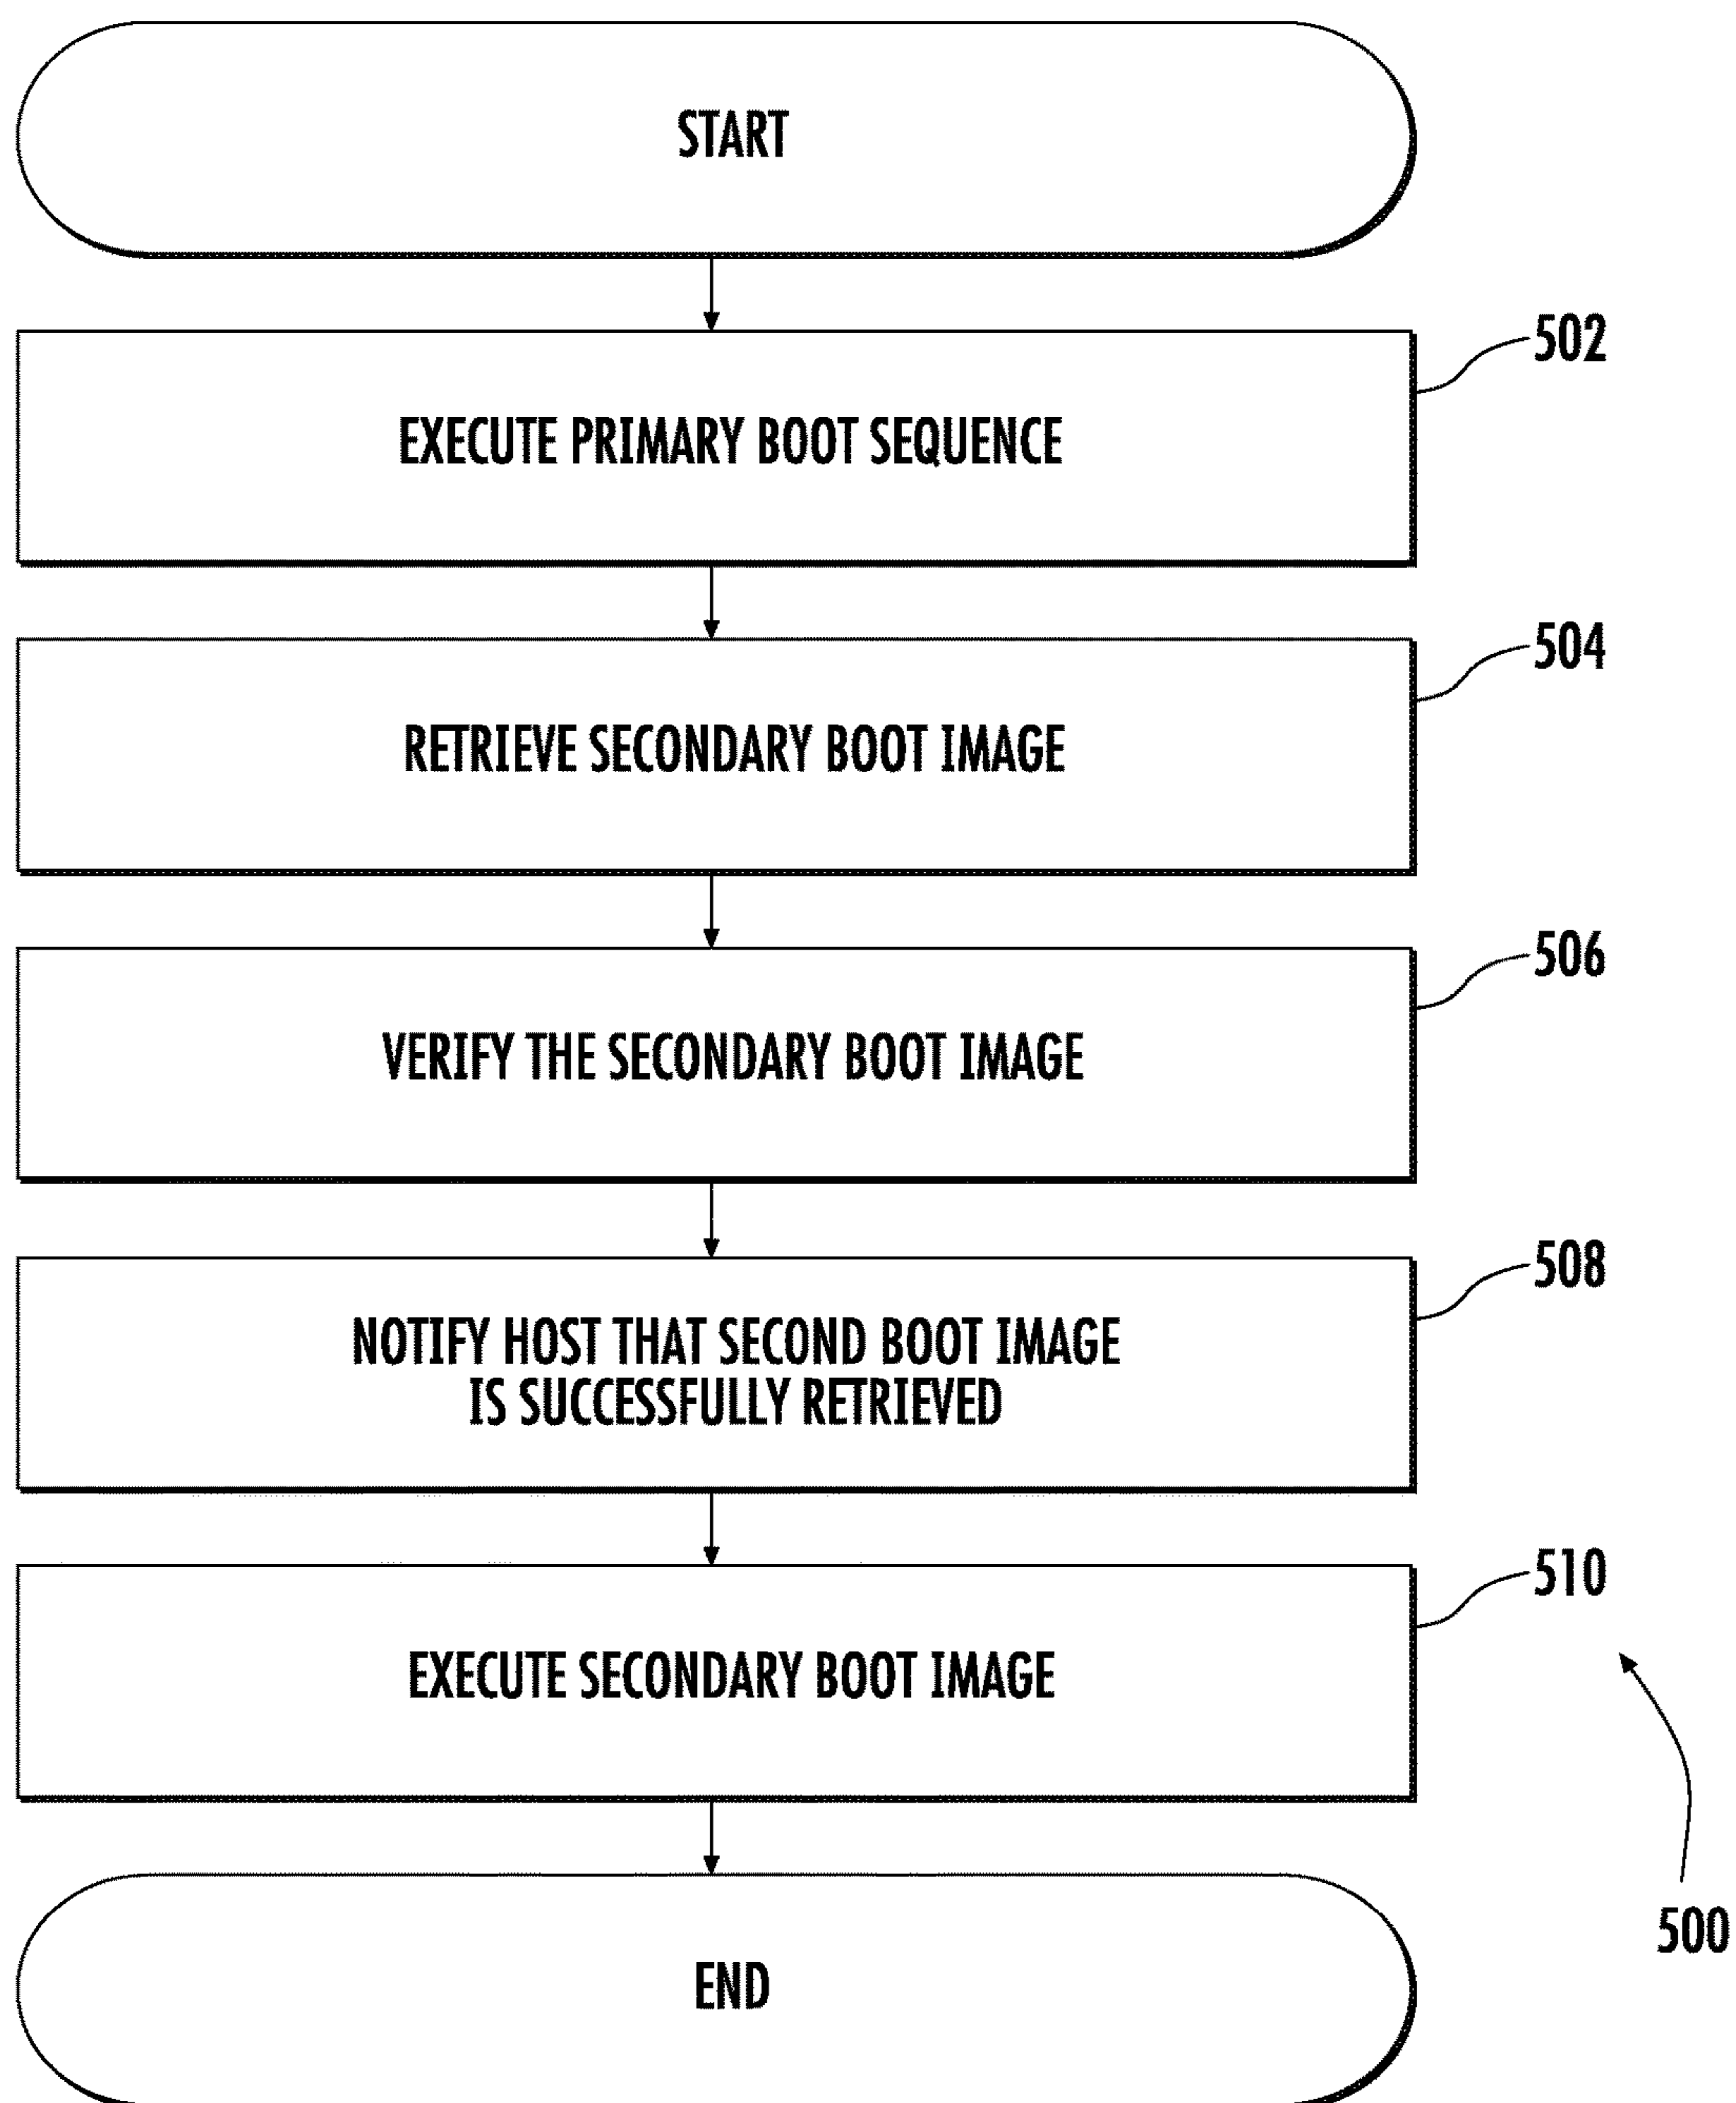 START
502
EXECUTE PRIMARY BOOT SEQUENCE
504
RETRIEVE SECONDARY BOOT IMAGE
506
VERIFY THE SECONDARY BOOT IMAGE
508
NOTIFY HOST THAT SECOND BOOT IMAGE
IS SUCCESSFULLY RETRIEVED
510
EXECUTE SECONDARY BOOT IMAGE
500
END